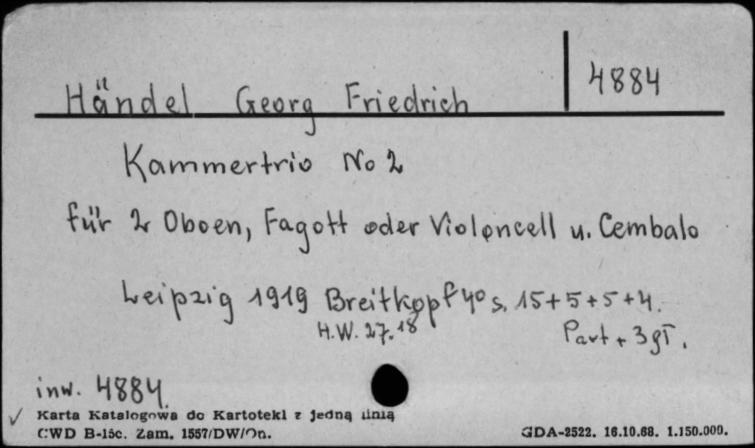 Händel Georg Friedrich 4884
Kammertrio No 2
für 2 Oboen, Fagott oder Violoncell u. Cembalo
Leipzig 1919 Breitkopf 4° s. 15+5+5+4.
H.W. 27.18 Part + 3 gł.
inw. 4884.
✓ Karta Katalogowa do Kartoteki z jedną linią
CWD B-15c. Zam. 1557/DW/On. GDA-2522. 16.10.68. 1.150.000.